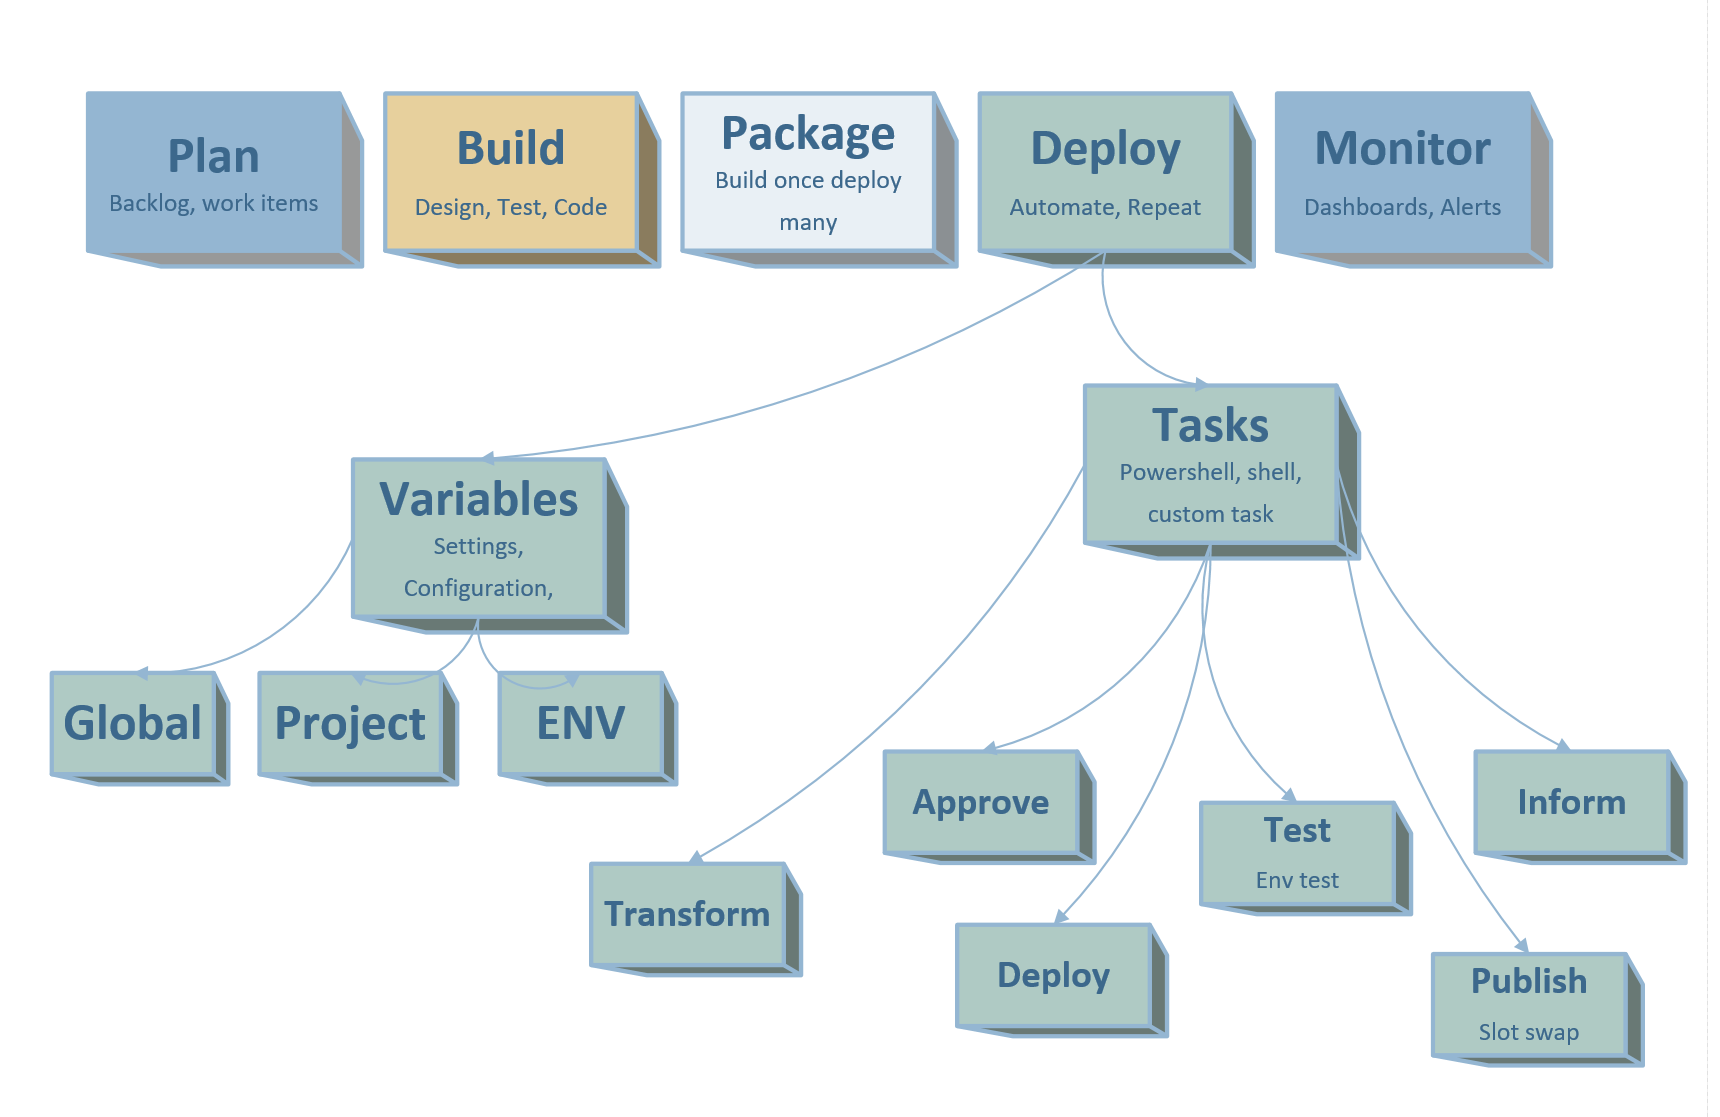 Plan
Backlog, work items
Build
Design, Test, Code
Package
Build once deploy
many
Deploy
Automate, Repeat
Monitor
Dashboards, Alerts
Tasks
Powershell, shell,
custom task
Variables
Settings,
Configuration,
Global
Project
ENV
Approve
Inform
Test
Env test
Transform
Deploy
Publish
Slot swap